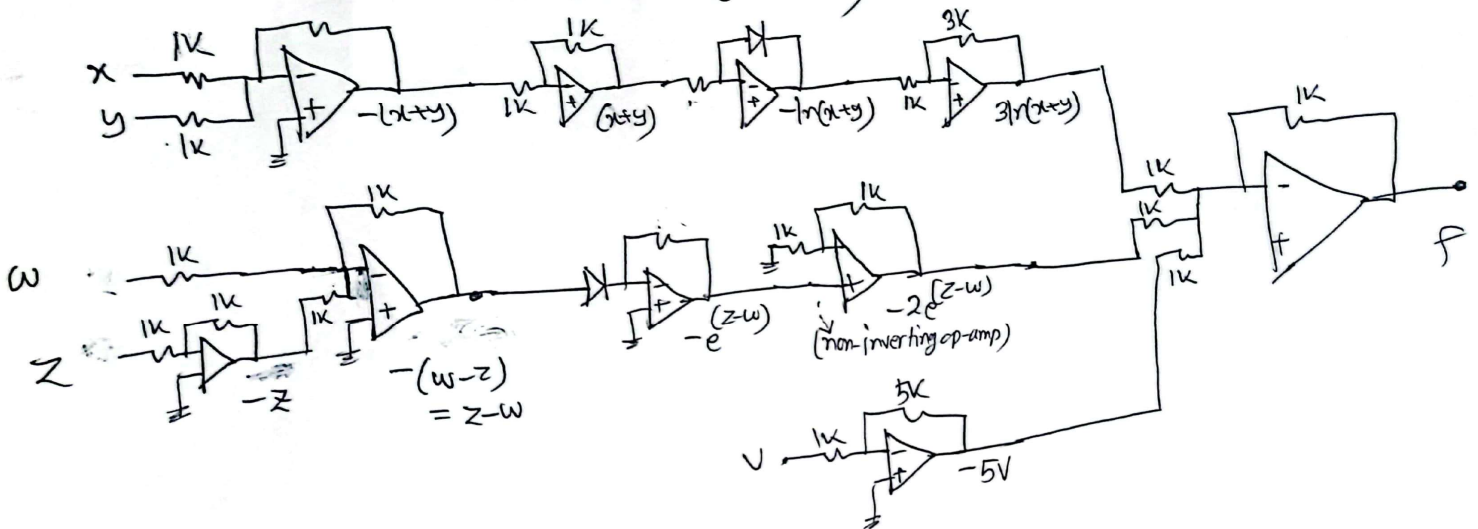 1K
x
y
1K
-(x+y)
1K
1K
(x+y)
-ln(x+y)
1K
3K
3ln(x+y)
1K
1K
1K
1K
f
ω
1K
Z
1K
1K
-Z
1K
1K
-(w-z)
= z-w
-e^(z-w)
1K
1K
-2e^(z-w)
(non-inverting op-amp)
V
1K
5K
-5V